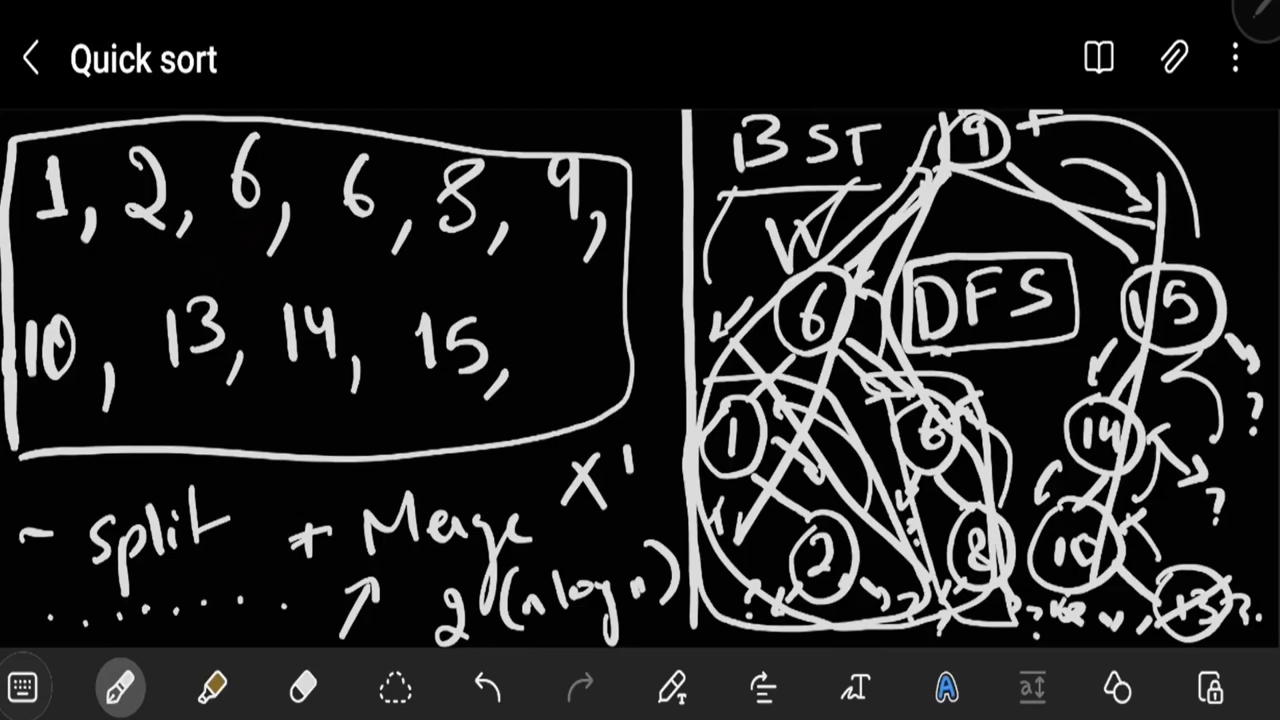 Quick sort
1, 2, 6, 6, 8, 9,
10, 13, 14, 15,
- split + Merge
(n log n)
BST
9
6
DFS
15
1
6
14
2
8
10
13
?
?
?